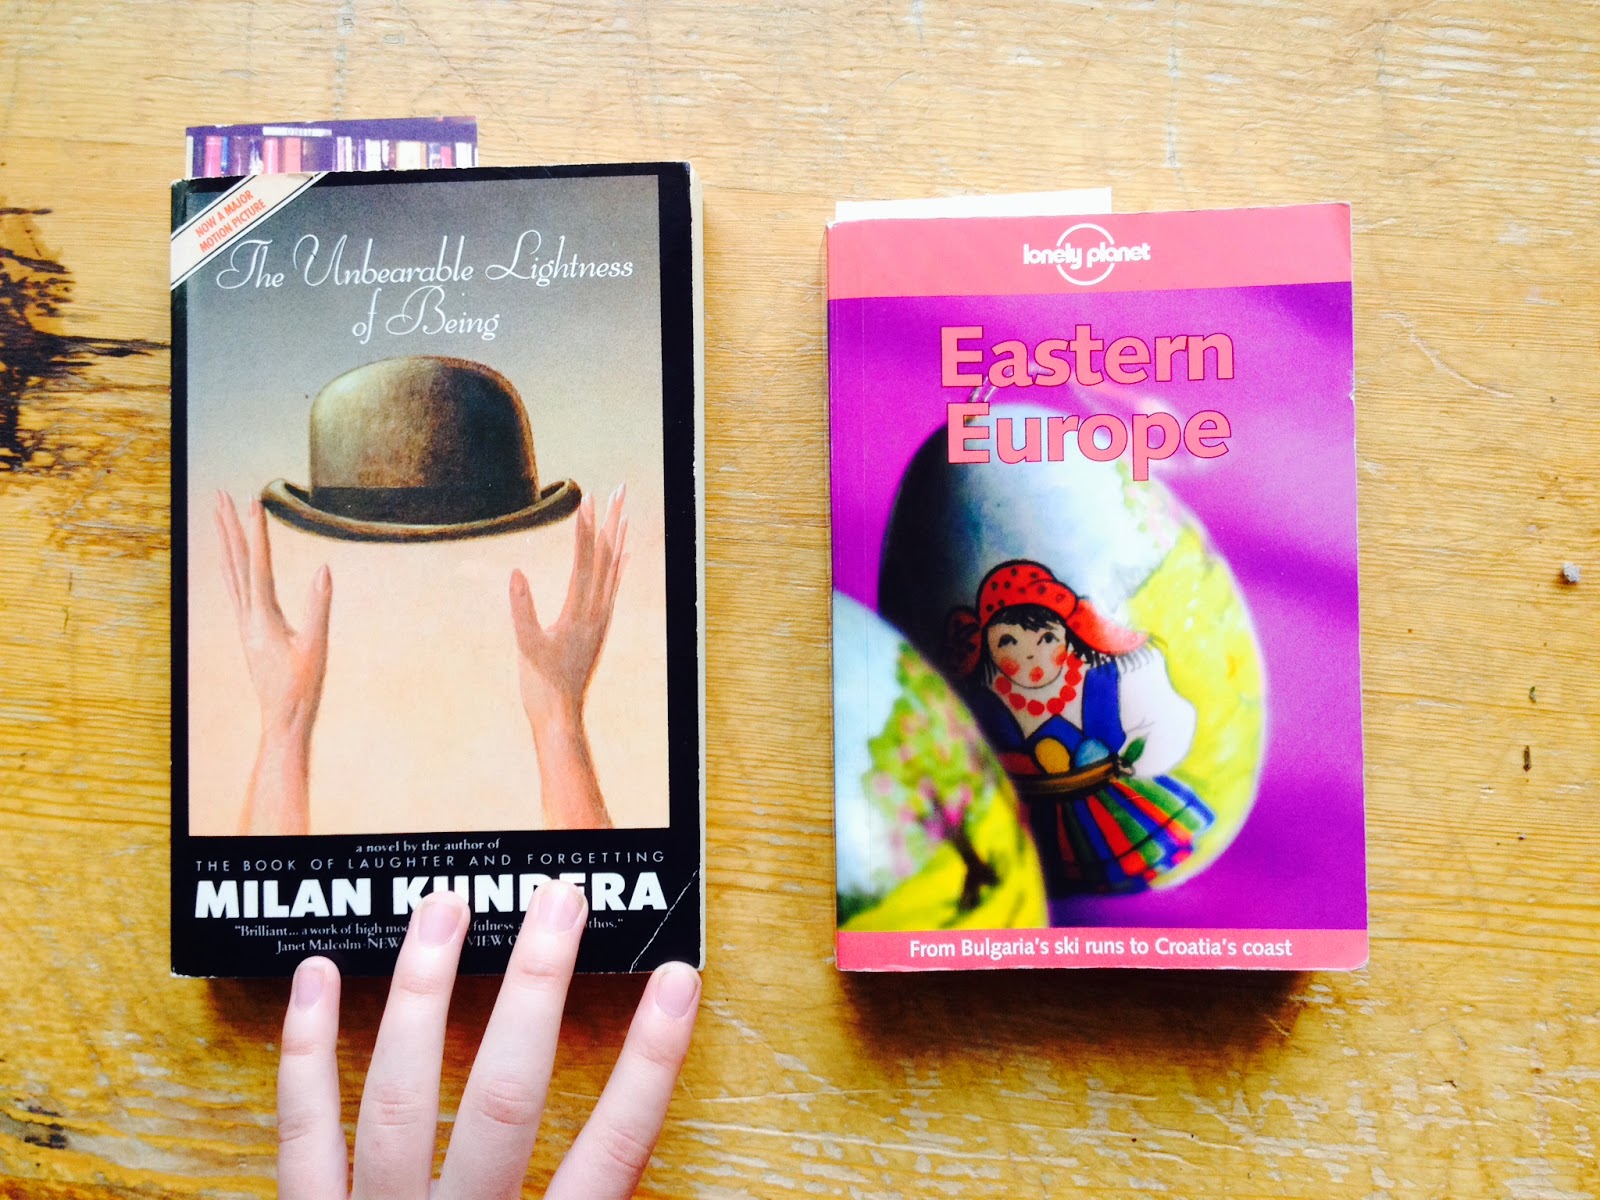 NOW A MAJOR
MOTION PICTURE
The Unbearable Lightness
of Being
a novel by the author of
THE BOOK OF LAUGHTER AND FORGETTING
MILAN KUNDERA
"Brilliant... a work of high
Janet Malcolm-NEW
lonely planet
Eastern
Europe
From Bulgaria's ski runs to Croatia's coast